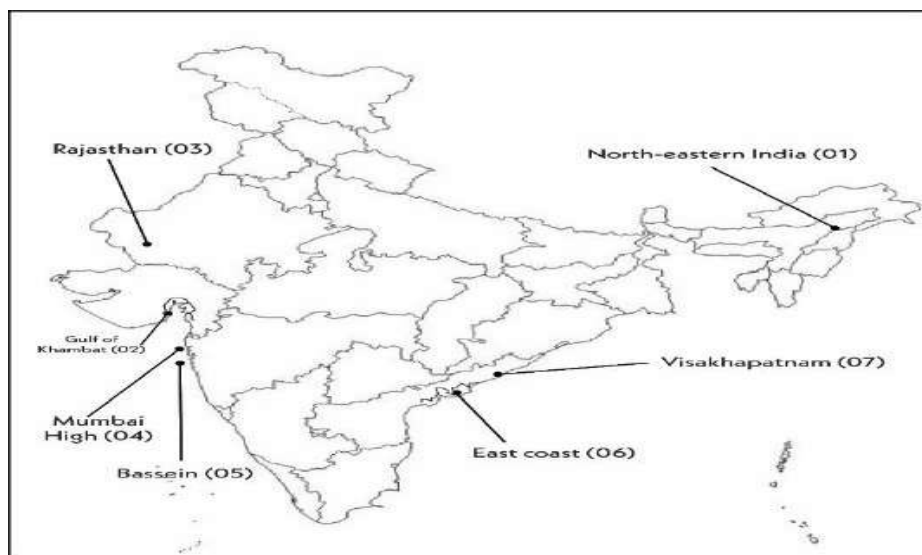 Rajasthan (03)
North-eastern India (01)
Gulf of
Khambat (02)
Visakhapatnam (07)
Mumbai
High (04)
East coast (06)
Bassein (05)